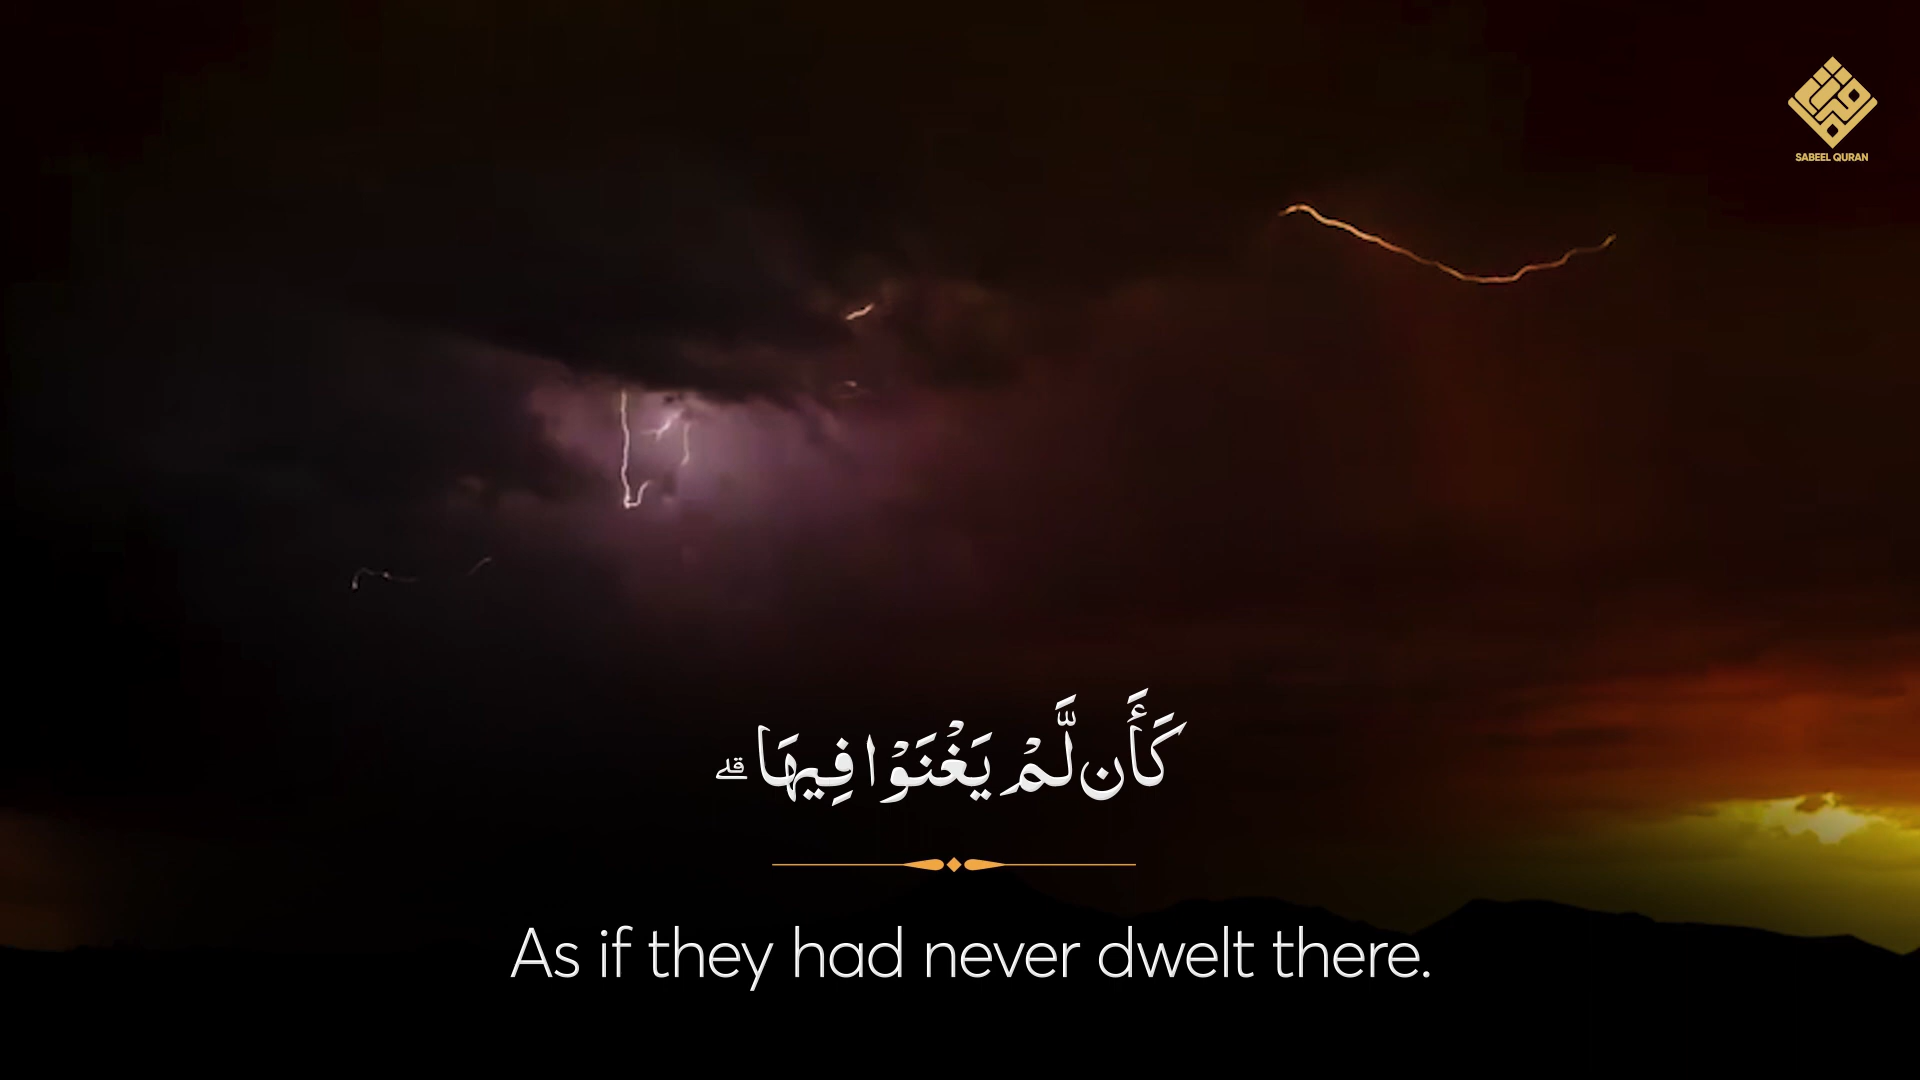 SABEEL QURAN
كَأَن لَّمْ يَغْنَوْا فِيهَا ۗ
As if they had never dwelt there.